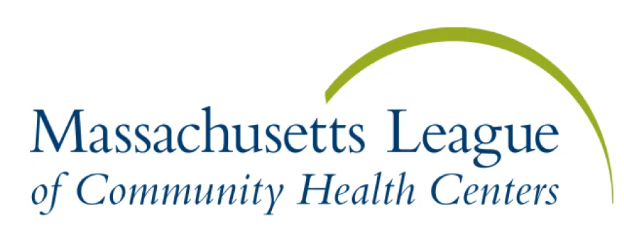 Massachusetts League
of Community Health Centers